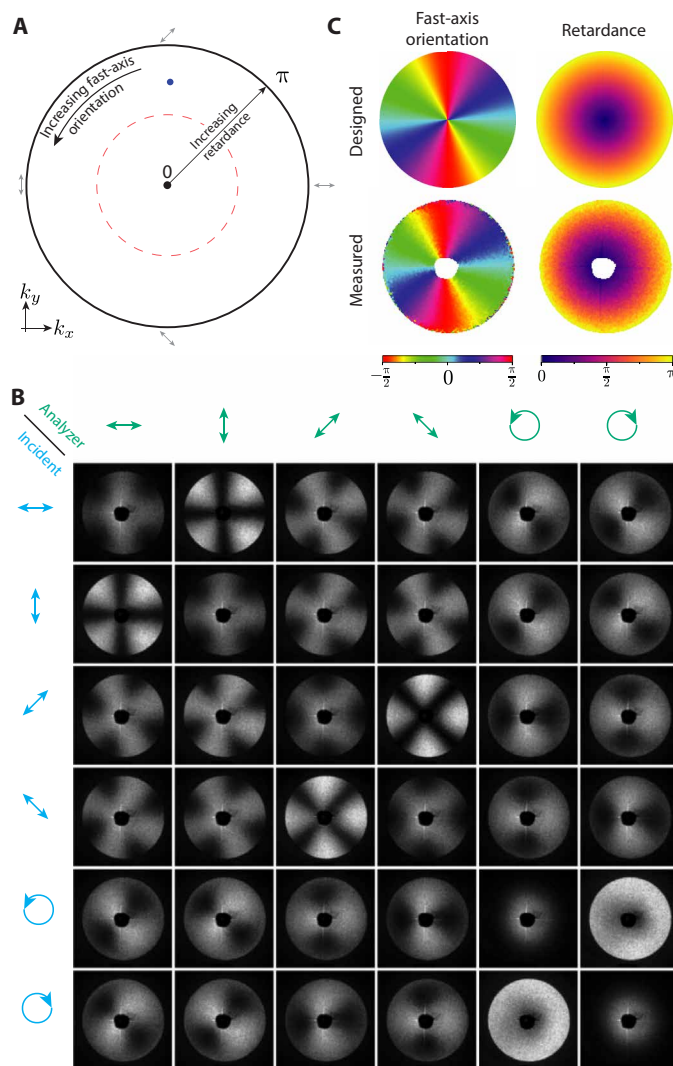 A
Increasing fast-axis
orientation
π
Increasing
retardance
0
k_y
k_x
C
Fast-axis
orientation
Retardance
Designed
Measured
-π/2
0
π/2
0
π/2
π
B
Analyzer
Incident